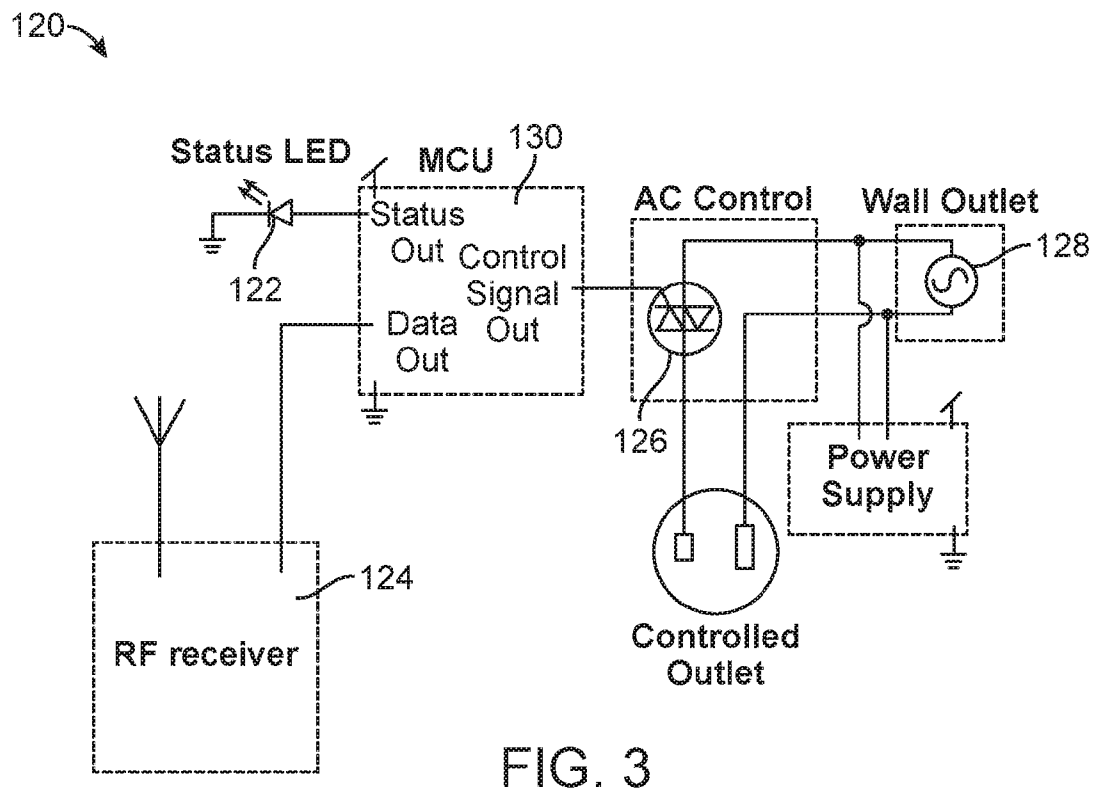 120
Status LED
MCU
130
AC Control
Wall Outlet
Status
Out
Control
Signal
Out
Data
Out
122
128
126
Power
Supply
124
RF receiver
Controlled
Outlet
FIG. 3